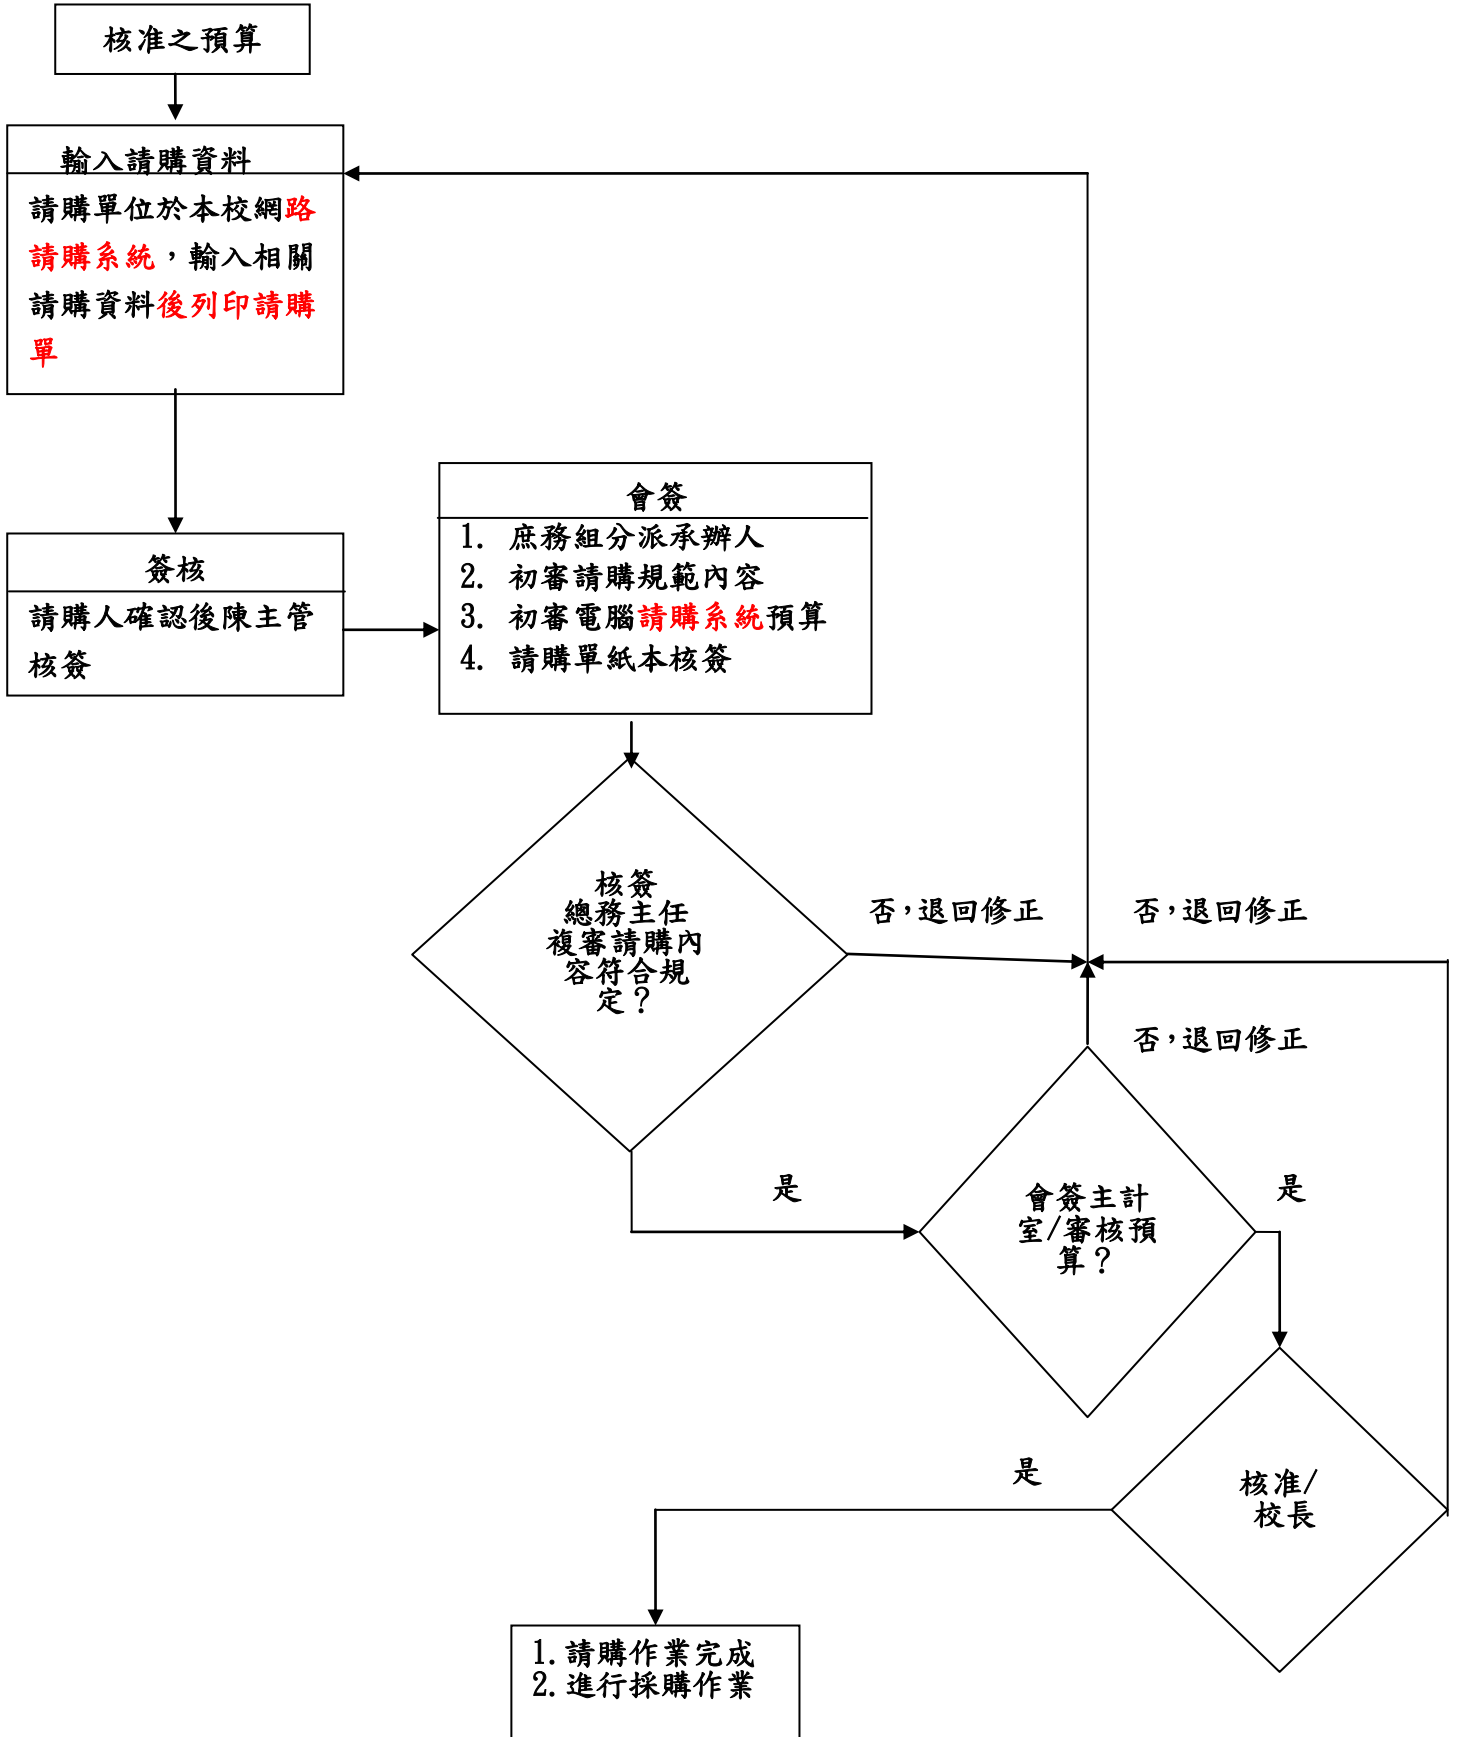 核准之預算
輸入請購資料
請購單位於本校網路
請購系統，輸入相關
請購資料後列印請購
單
簽核
請購人確認後陳主管
核簽
會簽
1. 庶務組分派承辦人
2. 初審請購規範內容
3. 初審電腦請購系統預算
4. 請購單紙本核簽
核簽
總務主任
複審請購內
容符合規
定？
否，退回修正
否，退回修正
否，退回修正
是
會簽主計
室/審核預
算？
是
是
核准/
校長
1.請購作業完成
2.進行採購作業